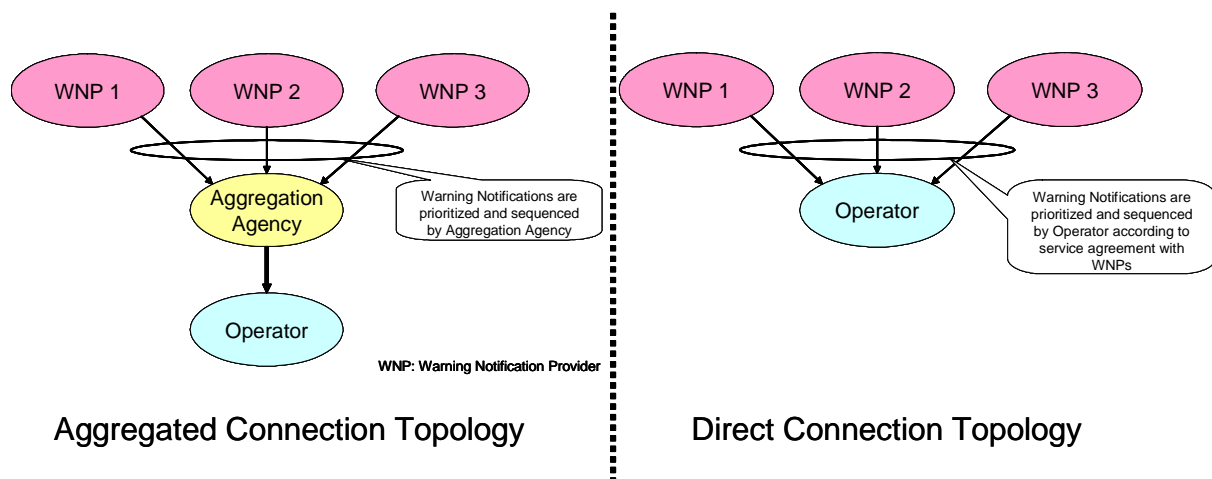 WNP 1
WNP 2
WNP 3
Aggregation
Agency
Warning Notifications are
prioritized and sequenced
by Aggregation Agency
Operator
WNP: Warning Notification Provider
Aggregated Connection Topology
WNP 1
WNP 2
WNP 3
Operator
Warning Notifications are
prioritized and sequenced
by Operator according to
service agreement with
WNPs
Direct Connection Topology